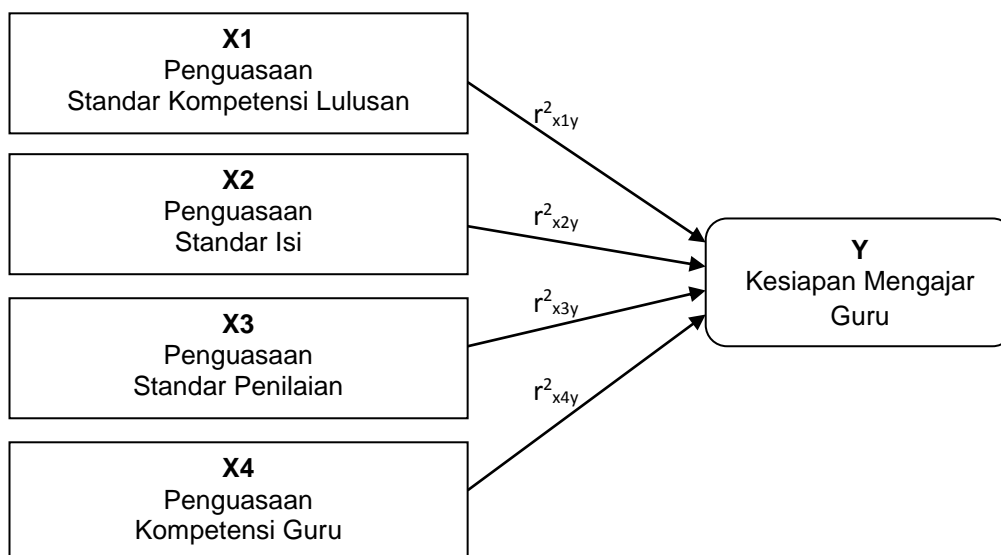 X1
Penguasaan
Standar Kompetensi Lulusan
r²x1y
X2
Penguasaan
Standar Isi
r²x2y
Y
Kesiapan Mengajar
Guru
X3
Penguasaan
Standar Penilaian
r²x3y
r²x4y
X4
Penguasaan
Kompetensi Guru